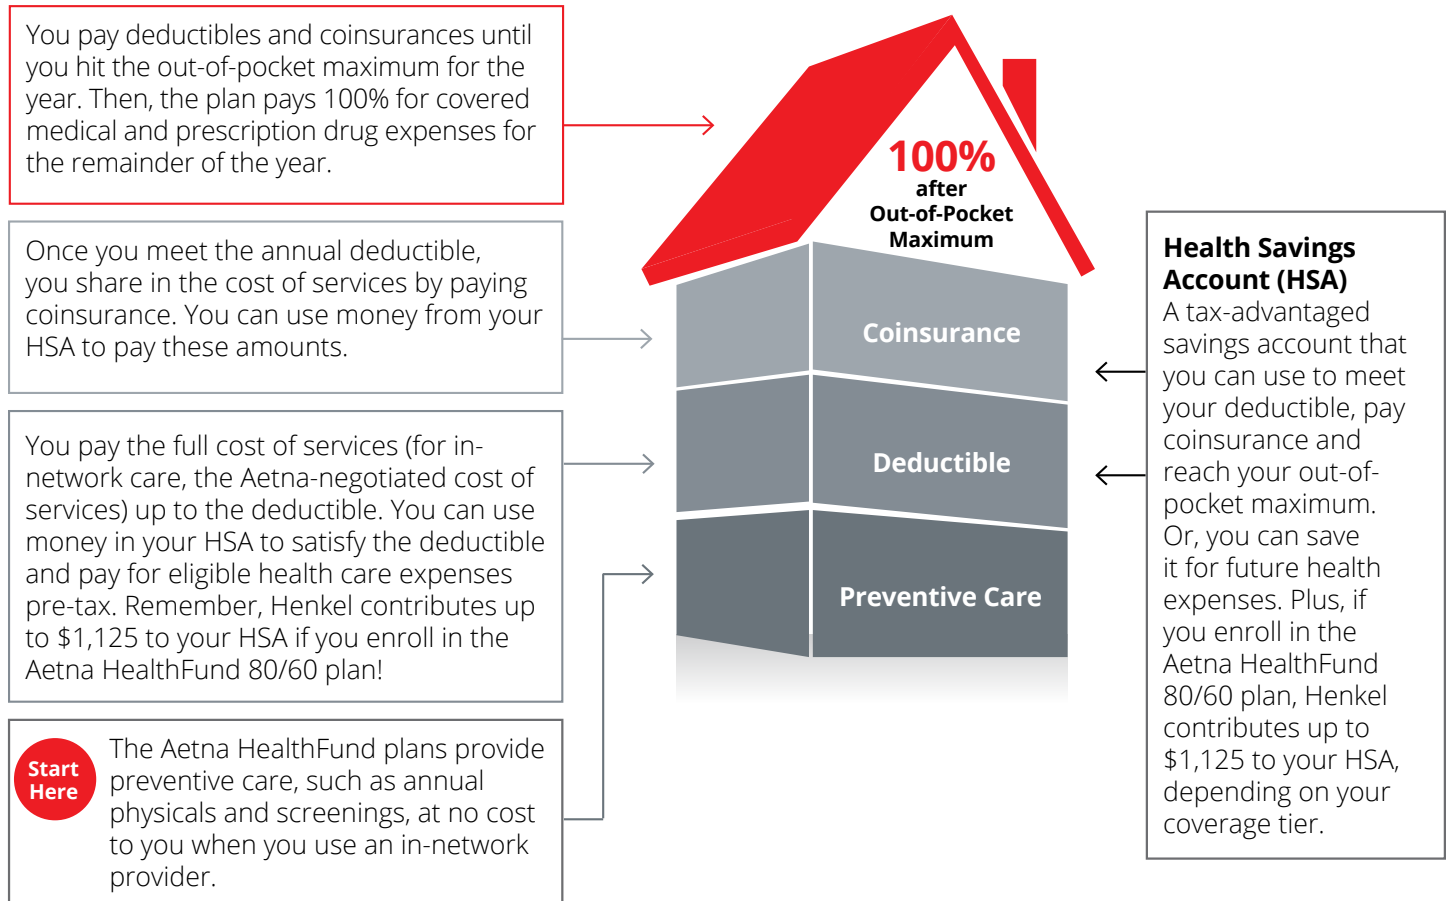 You pay deductibles and coinsurances until
you hit the out-of-pocket maximum for the
year. Then, the plan pays 100% for covered
medical and prescription drug expenses for
the remainder of the year.
Once you meet the annual deductible,
you share in the cost of services by paying
coinsurance. You can use money from your
HSA to pay these amounts.
You pay the full cost of services (for in-
network care, the Aetna-negotiated cost of
services) up to the deductible. You can use
money in your HSA to satisfy the deductible
and pay for eligible health care expenses
pre-tax. Remember, Henkel contributes up
to $1,125 to your HSA if you enroll in the
Aetna HealthFund 80/60 plan!
Start
Here
The Aetna HealthFund plans provide
preventive care, such as annual
physicals and screenings, at no cost
to you when you use an in-network
provider.
100%
after
Out-of-Pocket
Maximum
Coinsurance
Deductible
Preventive Care
Health Savings
Account (HSA)
A tax-advantaged
savings account that
you can use to meet
your deductible, pay
coinsurance and
reach your out-of-
pocket maximum.
Or, you can save
it for future health
expenses. Plus, if
you enroll in the
Aetna HealthFund
80/60 plan, Henkel
contributes up to
$1,125 to your HSA,
depending on your
coverage tier.